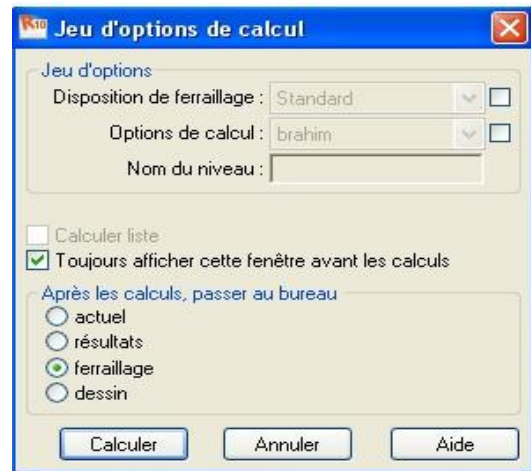 R10 Jeu d'options de calcul
Jeu d'options
Disposition de ferraillage : Standard
Options de calcul : brahim
Nom du niveau :
Calculer liste
Toujours afficher cette fenêtre avant les calculs
Après les calculs, passer au bureau
actuel
résultats
ferraillage
dessin
Calculer Annuler Aide